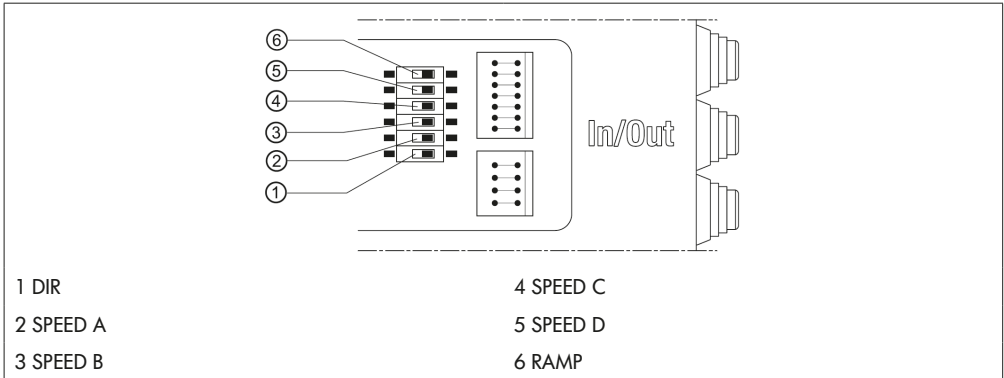 6
5
4
3
2
1
In/Out
1 DIR
4 SPEED C
2 SPEED A
5 SPEED D
3 SPEED B
6 RAMP